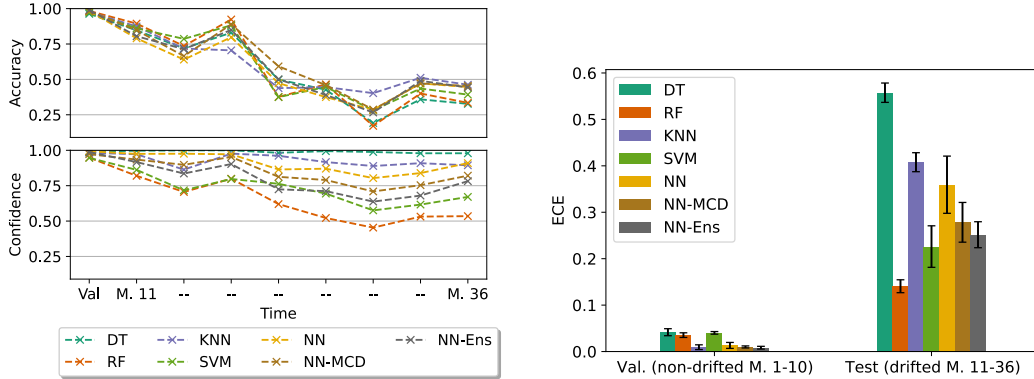 1.00
0.75
0.50
0.25
Accuracy
1.00
0.75
0.50
0.25
Confidence
Val M. 11 -- -- -- -- -- -- M. 36
Time
DT KNN NN NN-Ens
RF SVM NN-MCD
0.6
0.5
0.4
0.3
0.2
0.1
0.0
ECE
DT
RF
KNN
SVM
NN
NN-MCD
NN-Ens
Val. (non-drifted M. 1-10) Test (drifted M. 11-36)